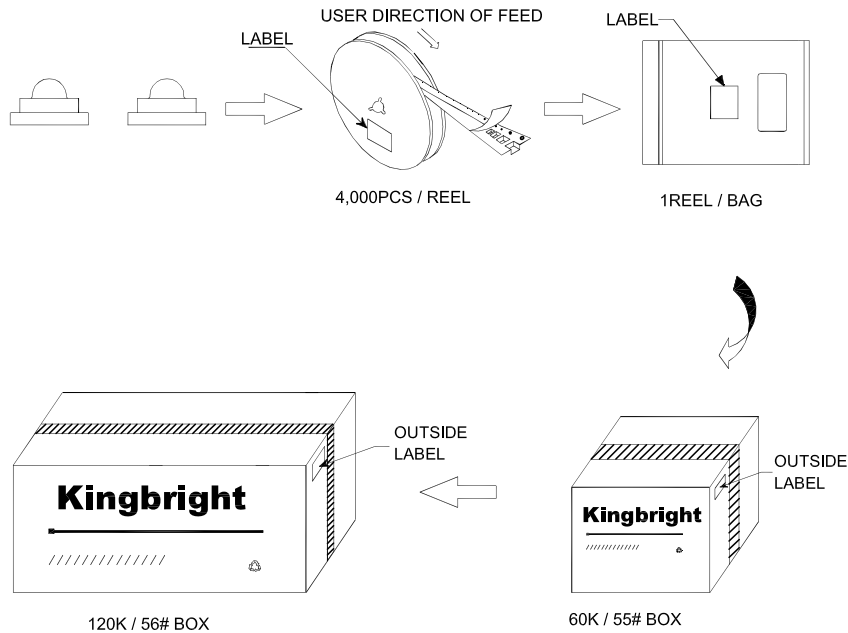 USER DIRECTION OF FEED
LABEL
LABEL
4,000PCS / REEL
1REEL / BAG
OUTSIDE
LABEL
OUTSIDE
LABEL
Kingbright
Kingbright
120K / 56# BOX
60K / 55# BOX